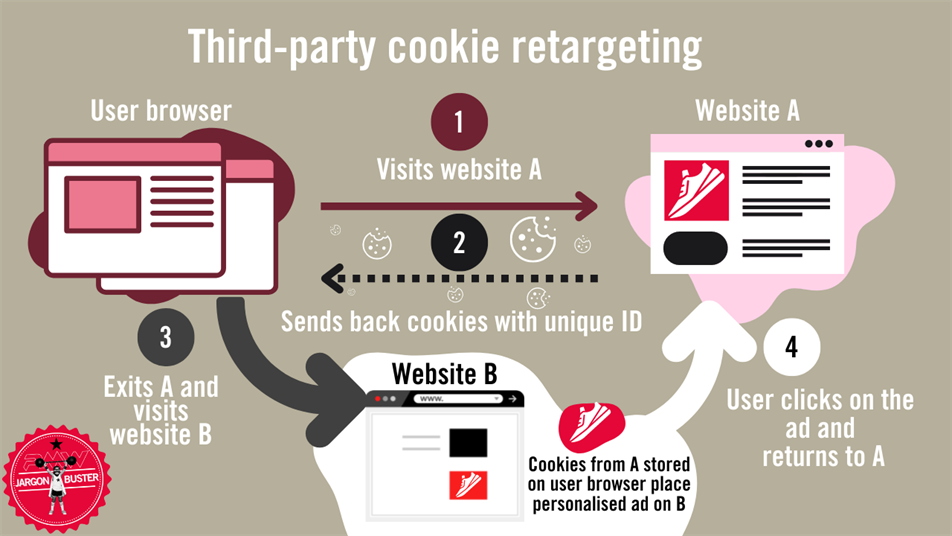 Third-party cookie retargeting
User browser
1
Website A
Visits website A
2
Sends back cookies with unique ID
3
Exits A and
visits
website B
Website B
www.
Cookies from A stored
on user browser place
personalised ad on B
4
User clicks on the
ad and
returns to A
JARGON
BUSTER